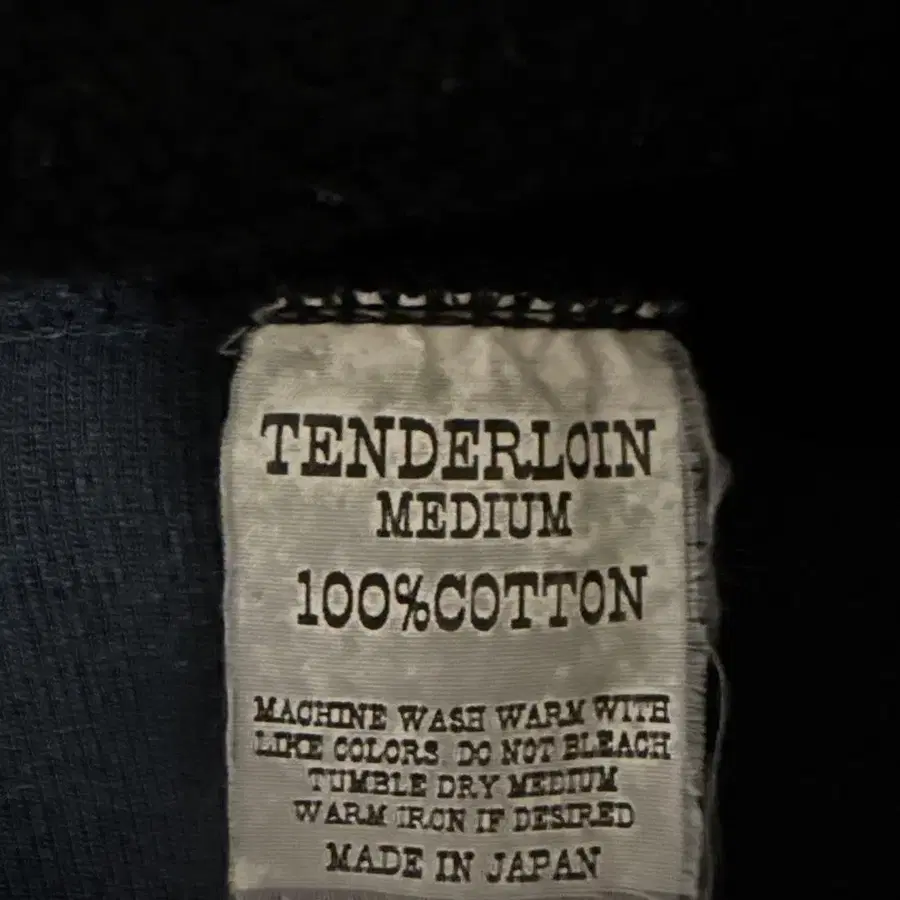 TENDERLOIN
MEDIUM
100%COTTON
MACHINE WASH WARM WITH
LIKE COLORS DO NOT BLEACH
TUMBLE DRY MEDIUM
WARM IRON IF DESIRED
MADE IN JAPAN